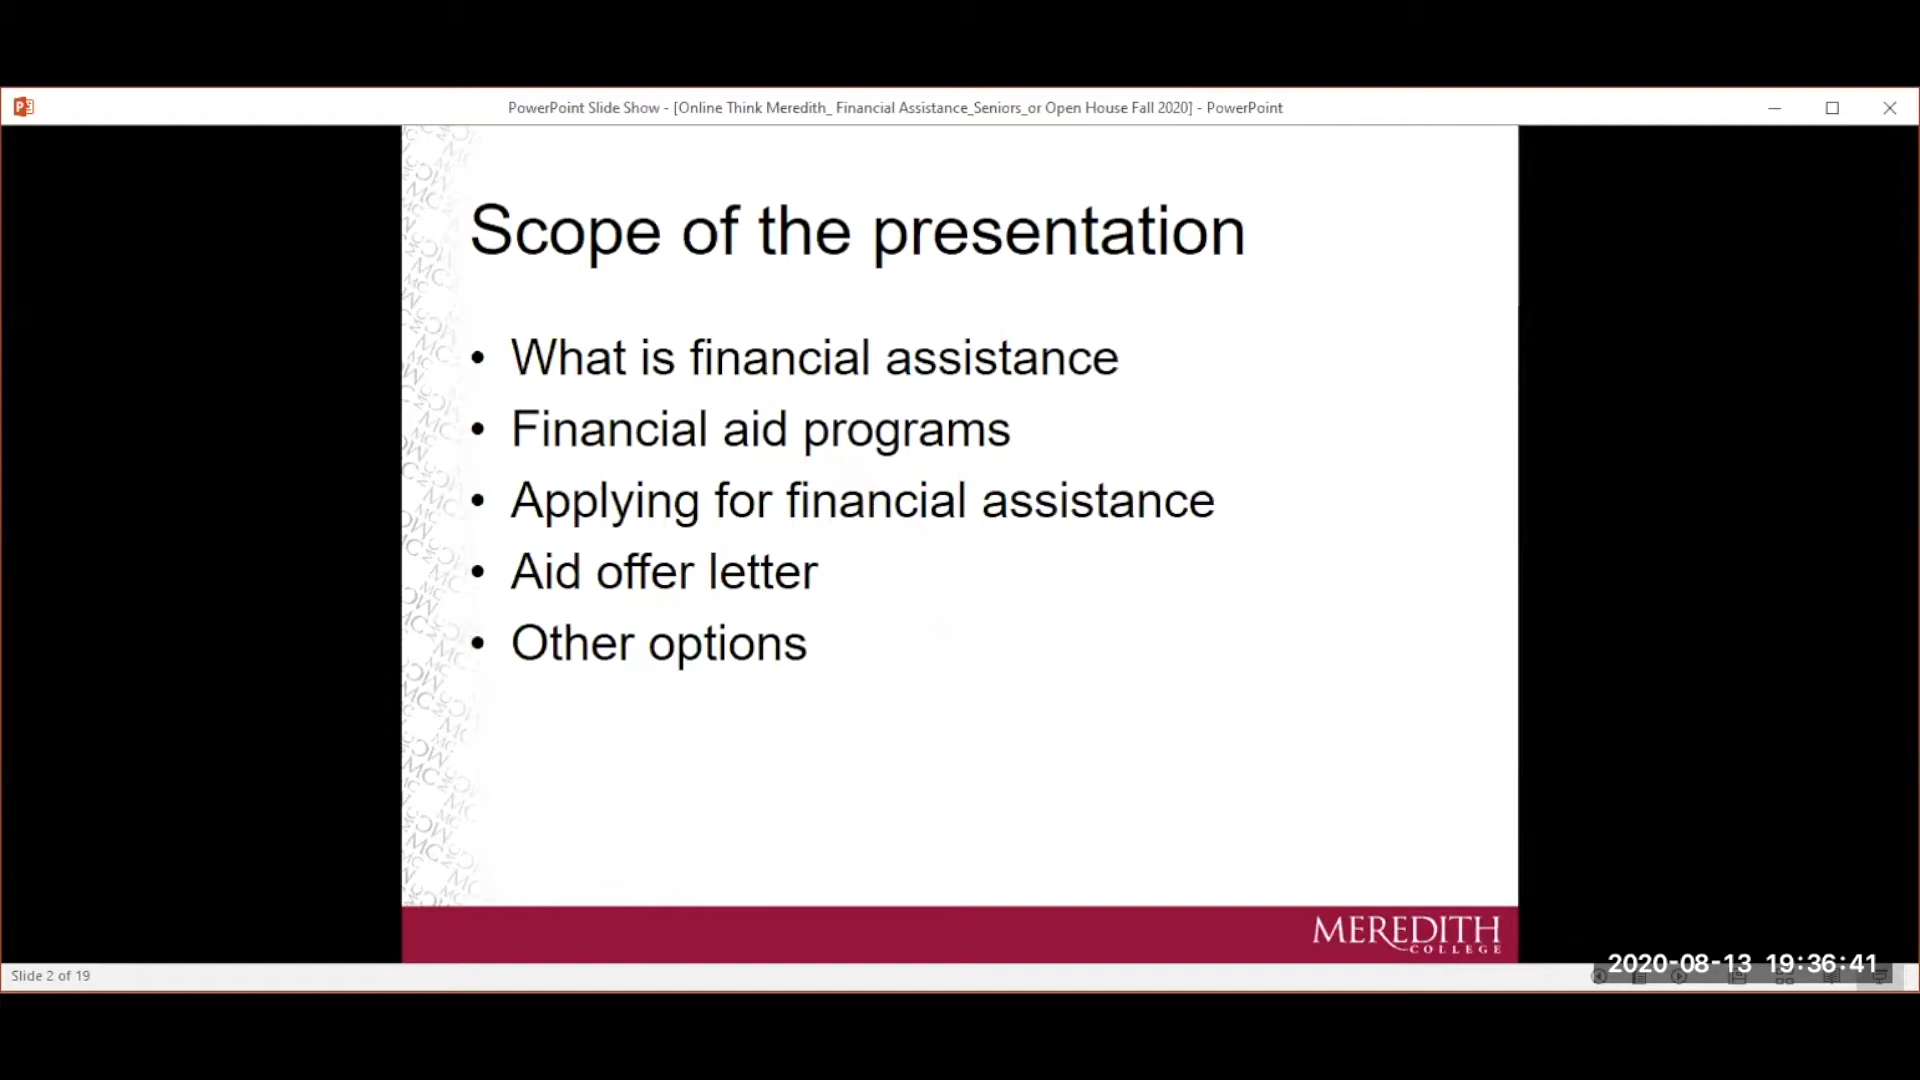 PowerPoint Slide Show - [Online Think Meredith_ Financial Assistance_Seniors_or Open House Fall 2020] - PowerPoint
Scope of the presentation
• What is financial assistance
• Financial aid programs
• Applying for financial assistance
• Aid offer letter
• Other options
MEREDITH
COLLEGE
2020-08-13 19:36:41
Slide 2 of 19